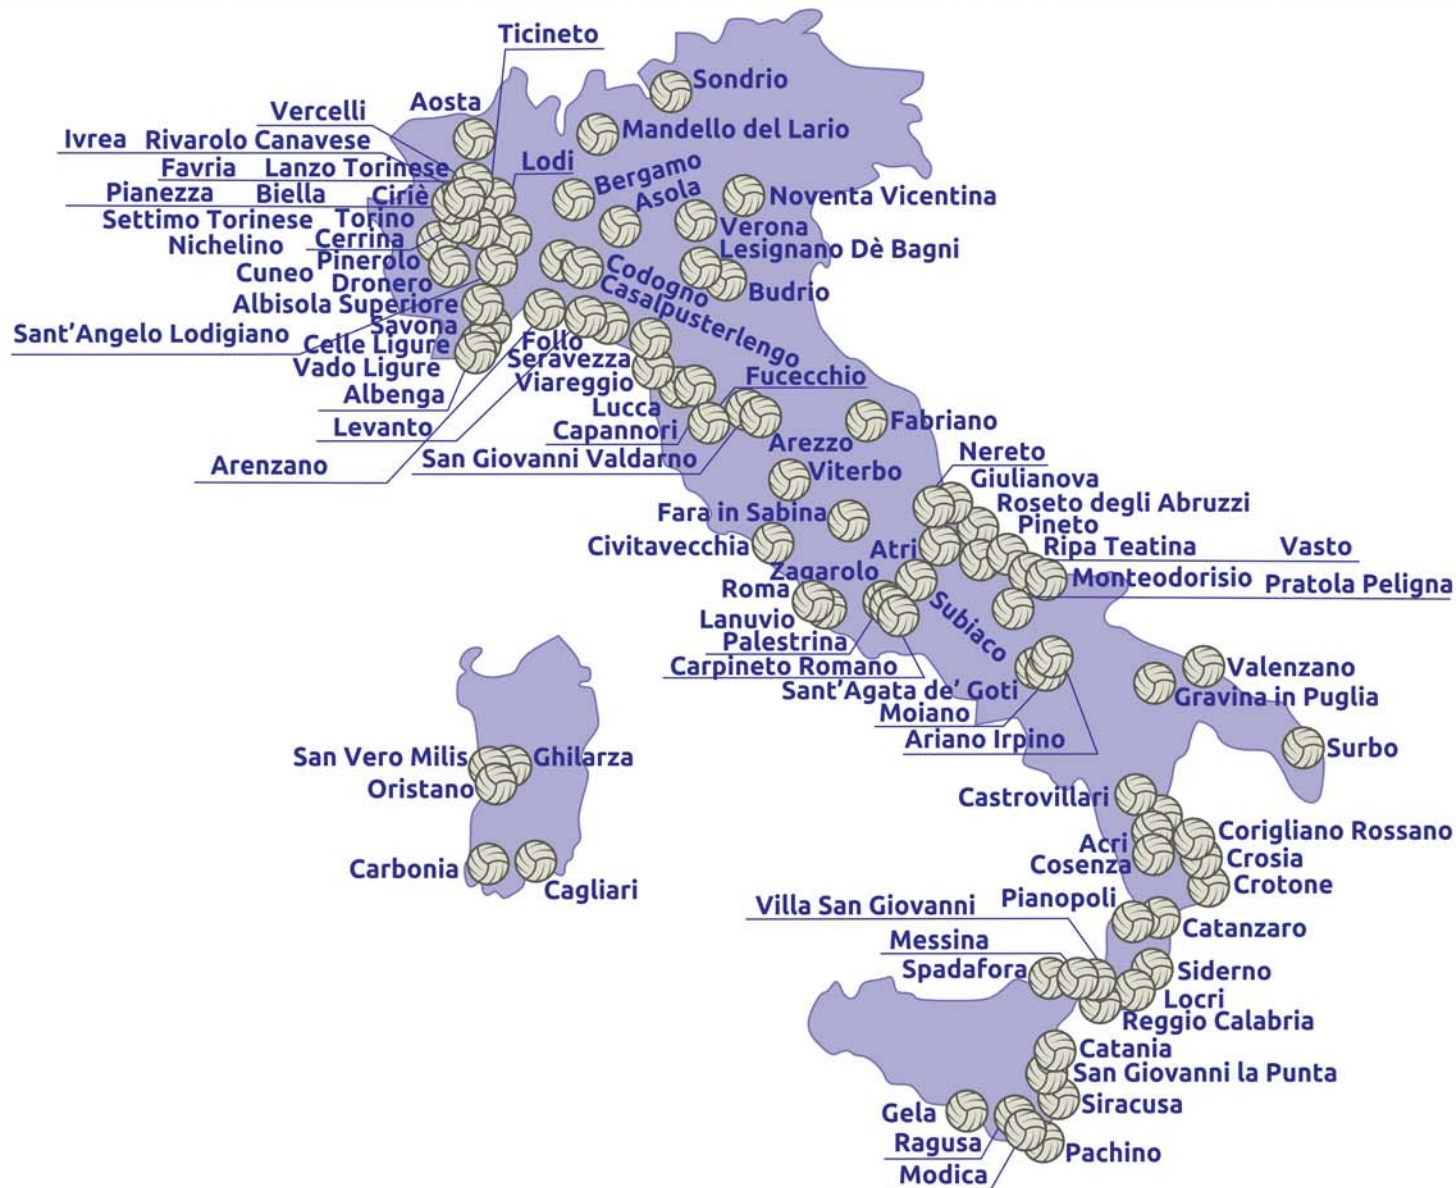 Ticineto
Sondrio
Aosta
Vercelli
Mandello del Lario
Ivrea Rivarolo Canavese
Lodi
Favria Lanzo Torinese
Bergamo
Asola
Pianezza Biella Ciriè
Noventa Vicentina
Settimo Torinese Torino
Verona
Nichelino Cerrina
Lesignano Dè Bagni
Cuneo Pinerolo
Codogno
Dronero
Budrio
Albisola Superiore
Casalpusterlengo
Sant'Angelo Lodigiano
Savona
Celle Ligure
Follo
Vado Ligure
Seravezza
Viareggio
Albenga
Fucecchio
Lucca
Levanto
Capannori
Fabriano
Arezzo
Arenzano
San Giovanni Valdarno
Nereto
Viterbo
Giulianova
Roseto degli Abruzzi
Fara in Sabina
Pineto
Civitavecchia
Atri
Ripa Teatina Vasto
Zagarolo
Monteodorisio Pratola Peligna
Roma
Lanuvio
Subiaco
Palestrina
Carpineto Romano
Valenzano
Sant'Agata de' Goti
Gravina in Puglia
Moiano
Ariano Irpino
Surbo
San Vero Milis
Ghilarza
Oristano
Castrovillari
Corigliano Rossano
Acri
Crosia
Cosenza
Carbonia
Crotone
Cagliari
Pianopoli
Villa San Giovanni
Catanzaro
Messina
Spadafora
Siderno
Locri
Reggio Calabria
Catania
San Giovanni la Punta
Siracusa
Gela
Ragusa
Pachino
Modica